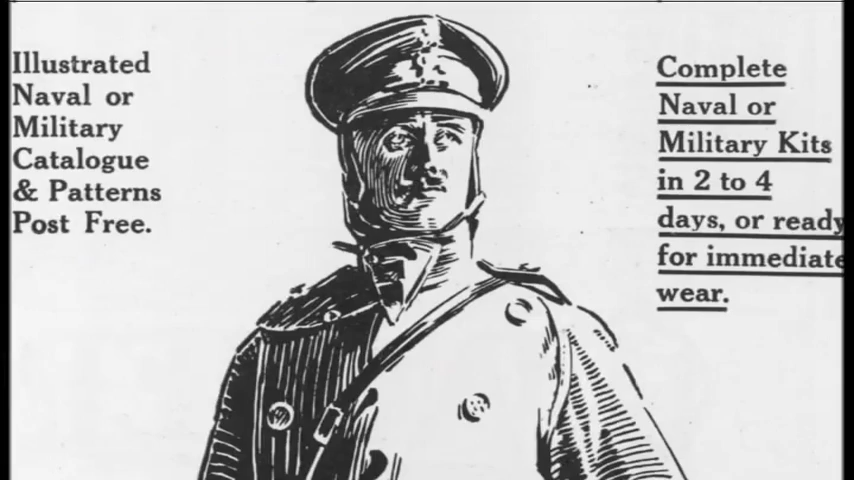 Illustrated
Naval or
Military
Catalogue
& Patterns
Post Free.
Complete
Naval or
Military Kits
in 2 to 4
days, or ready
for immediate
wear.